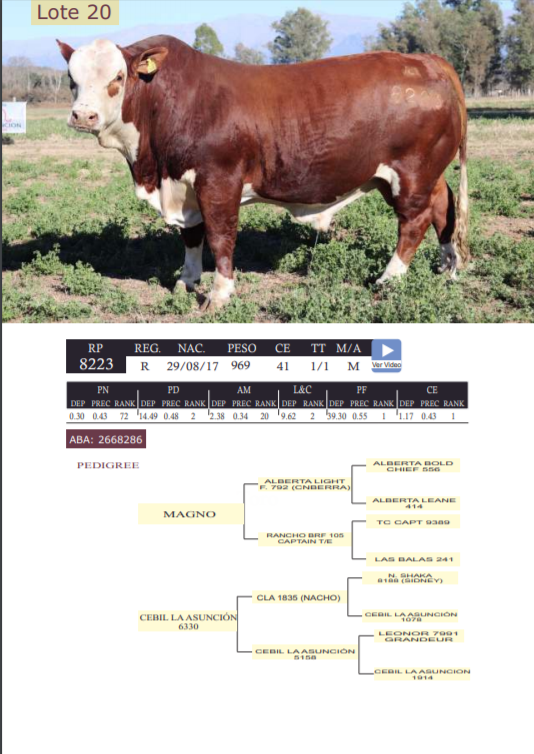 Lote 20
RP REG. NAC. PESO CE TT M/A
8223 R 29/08/17 969 41 1/1 M
Ver Video
PN PD AM L&C PF CE
DEP PREC RANK DEP PREC RANK DEP PREC RANK DEP RANK DEP PREC RANK DEP PREC RANK
0.30 0.43 72 14.49 0.48 2 2.38 0.34 20 9.62 2 39.30 0.55 1 1.17 0.43 1
ABA: 2668286
PEDIGREE
ALBERTA BOLD
CHIEF 556
ALBERTA LIGHT
F. 792 (CNBERRA)
ALBERTA LEANE
414
MAGNO
TC CAPT 9389
RANCHO BRF 105
CAPTAIN T/E
LAS BALAS 241
N. SHAKA
8188 (SIDNEY)
CLA 1835 (NACHO)
CEBIL LA ASUNCIÓN
1078
CEBIL LA ASUNCIÓN
6330
LEONOR 7991
GRANDEUR
CEBIL LA ASUNCIÓN
5158
CEBIL LA ASUNCION
1914